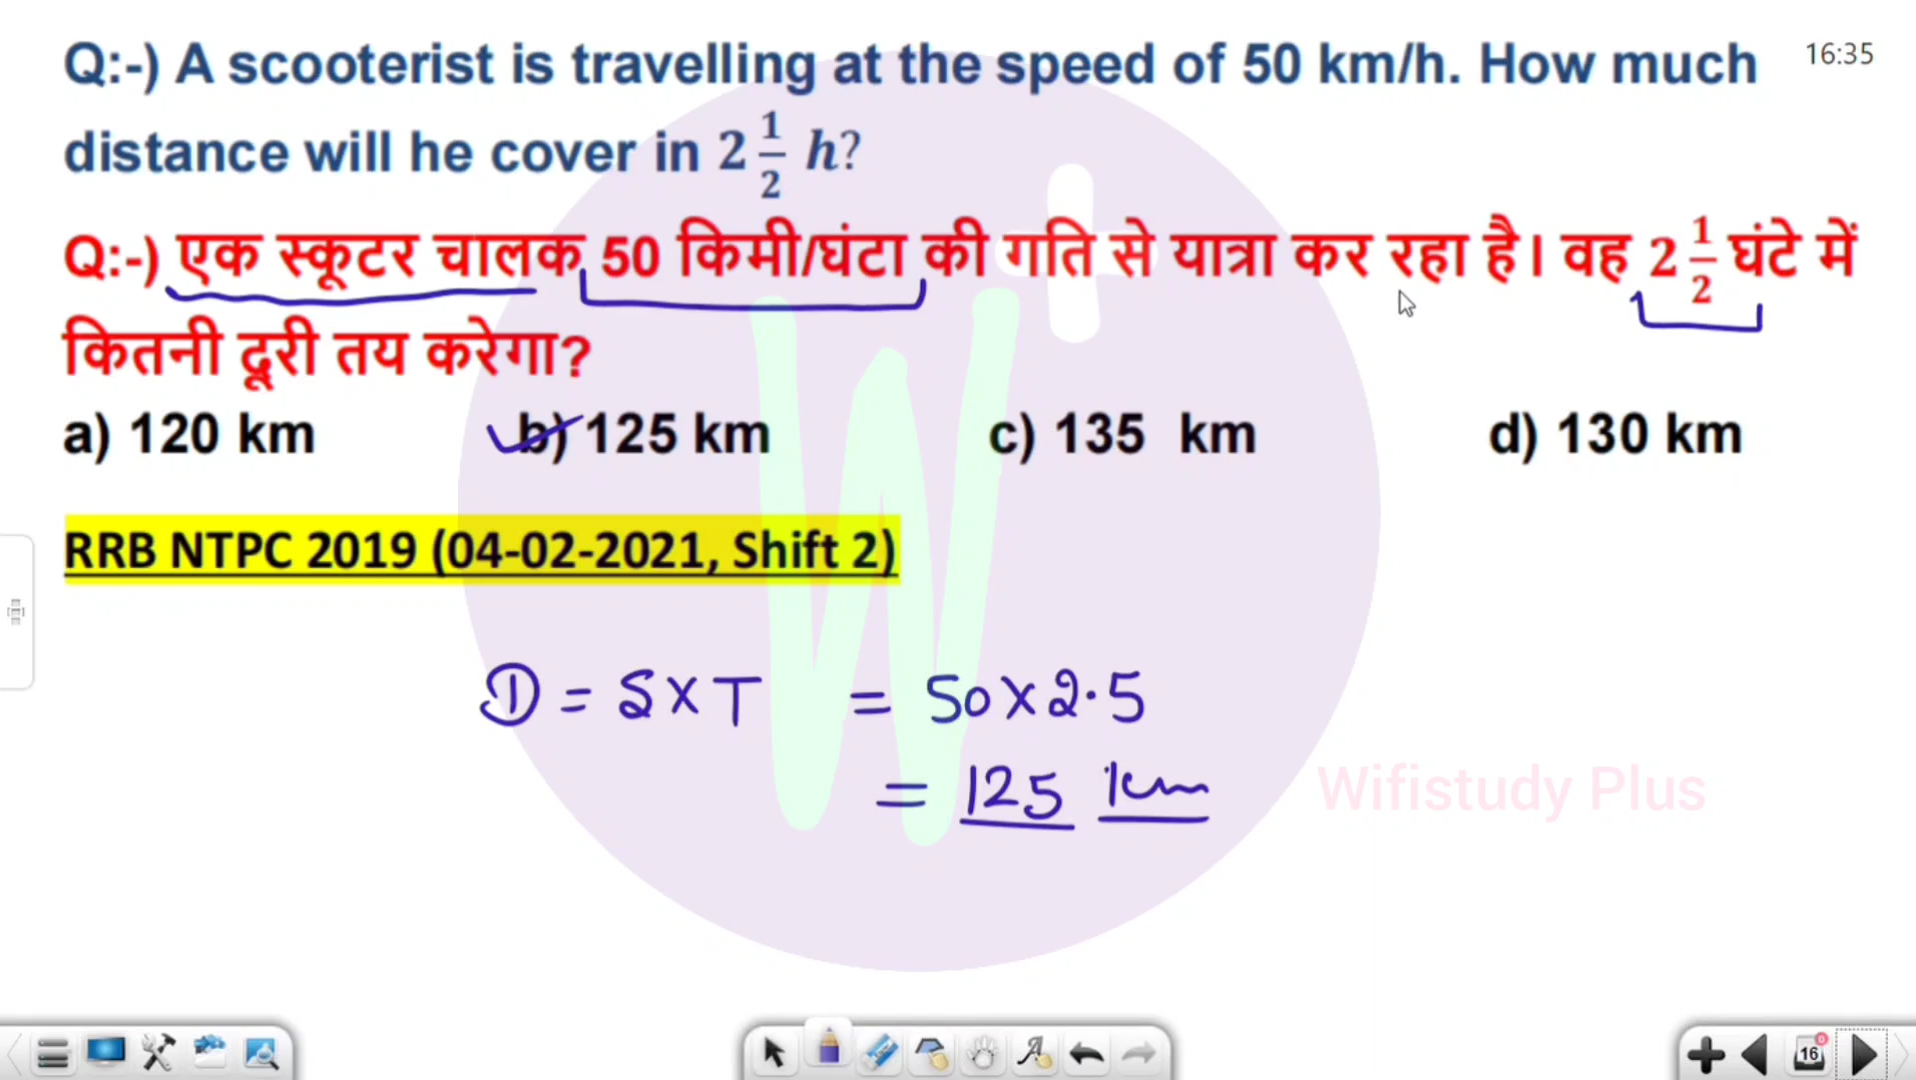 Q:-) A scooterist is travelling at the speed of 50 km/h. How much
16:35
distance will he cover in 2 1/2 h?
Q:-) एक स्कूटर चालक 50 किमी/घंटा की गति से यात्रा कर रहा है। वह 2 1/2 घंटे में
कितनी दूरी तय करेगा?
a) 120 km b) 125 km c) 135 km d) 130 km
RRB NTPC 2019 (04-02-2021, Shift 2)
D = S X T = 50 X 2.5
= 125 km
Wifistudy Plus
16